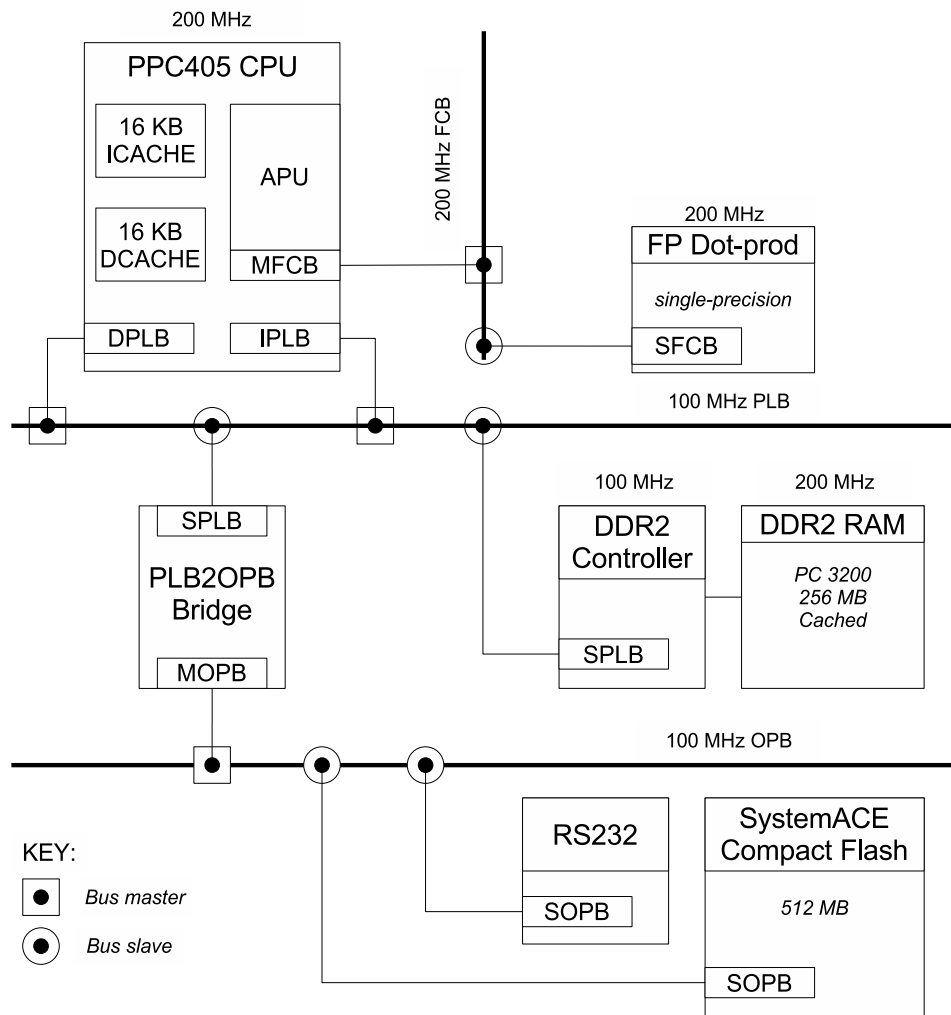 200 MHz
PPC405 CPU
16 KB
ICACHE
APU
16 KB
DCACHE
MFCB
DPLB
IPLB
200 MHz FCB
200 MHz
FP Dot-prod
single-precision
SFCB
100 MHz PLB
SPLB
PLB2OPB
Bridge
MOPB
100 MHz
DDR2
Controller
SPLB
200 MHz
DDR2 RAM
PC 3200
256 MB
Cached
100 MHz OPB
RS232
SOPB
SystemACE
Compact Flash
512 MB
SOPB
KEY:
Bus master
Bus slave